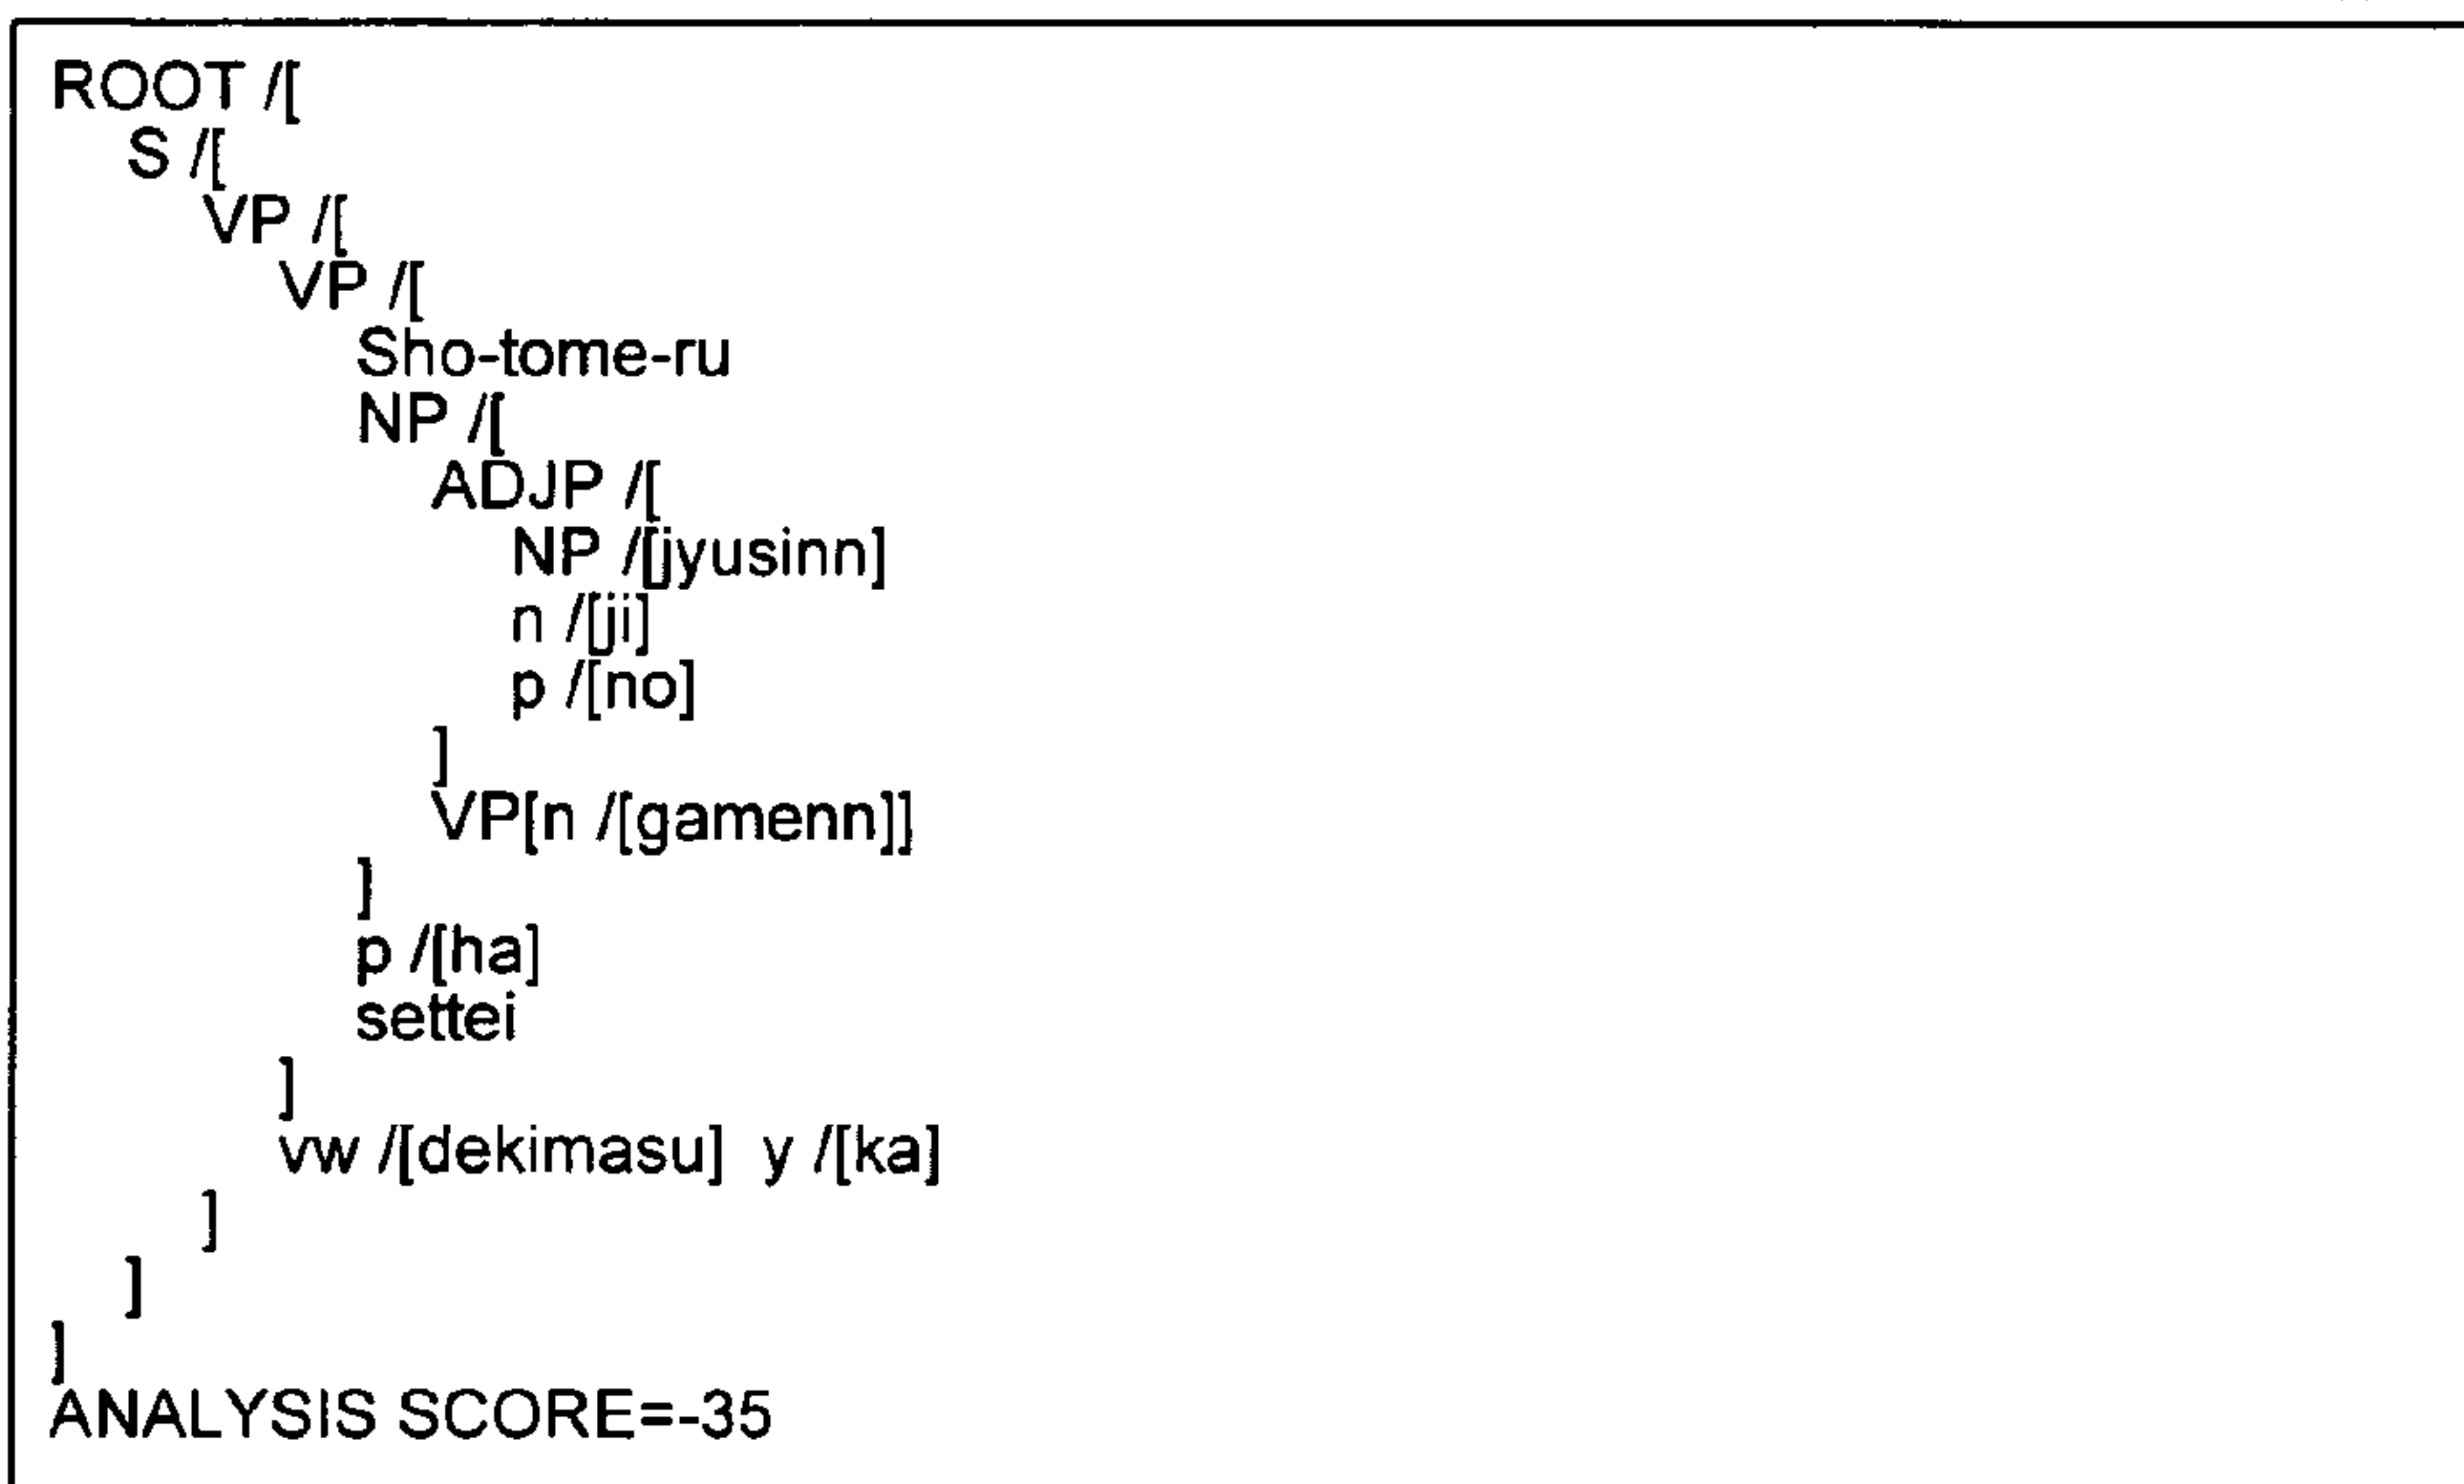 ROOT /[
S /[
VP /[
VP /[
Sho-tome-ru
NP /[
ADJP /[
NP /[jyusinn]
n /[ji]
p /[no]
]
VP[n /[gamenn]]
]
p /[ha]
settei
]
vw /[dekimasu] y /[ka]
]
]
]
ANALYSIS SCORE=-35